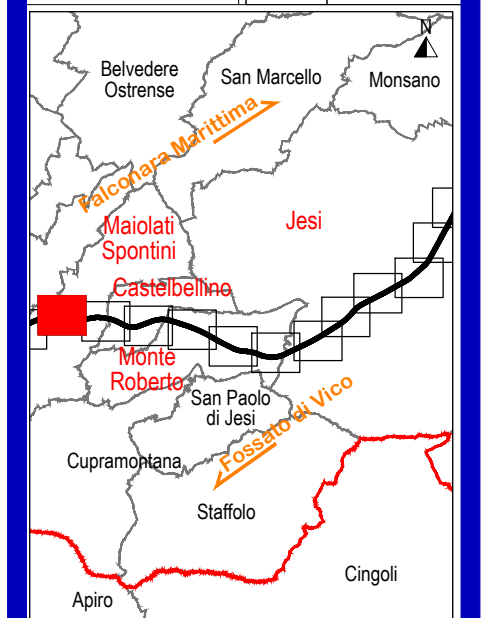 N
Belvedere
Ostrense
San Marcello
Monsano
Falconara Marittima
Maiolati
Spontini
Jesi
Castelbellino
Monte
Roberto
San Paolo
di Jesi
Fossato di Vico
Cupramontana
Staffolo
Cingoli
Apiro